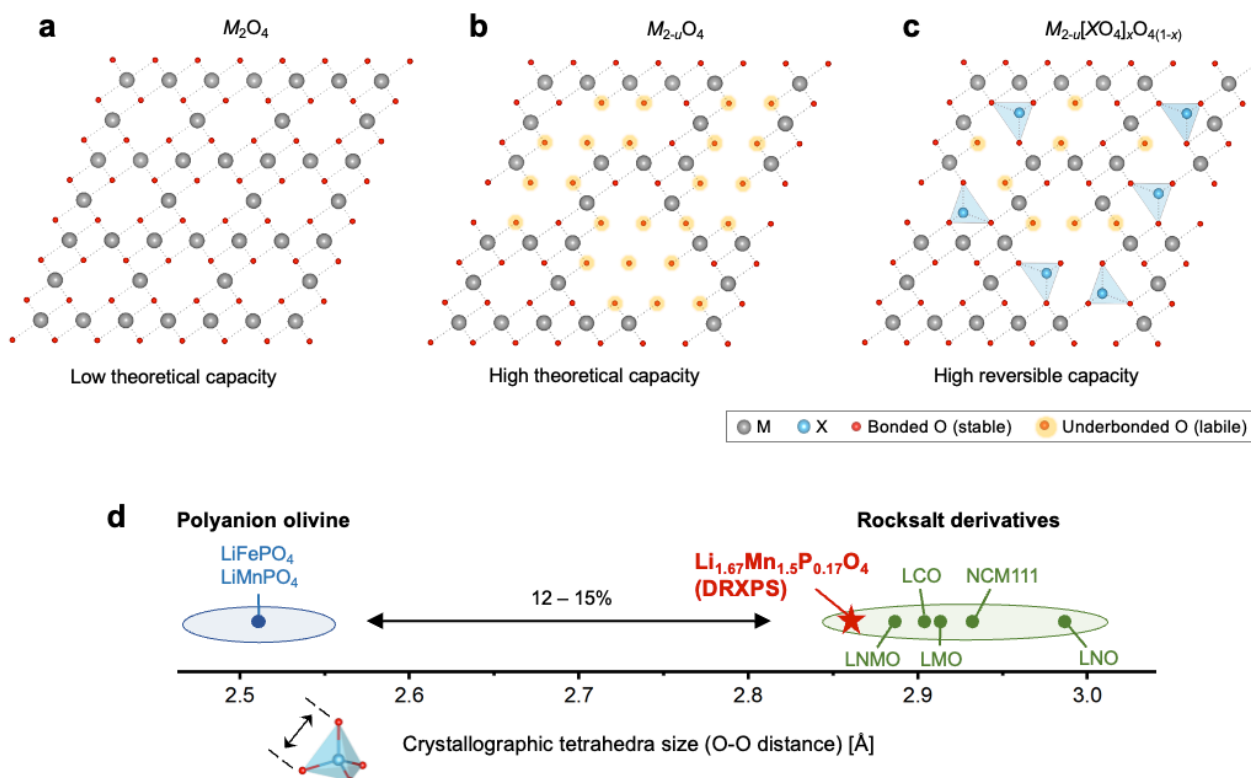 a
M₂O₄
b
M₂₋ᵤO₄
c
M₂₋ᵤ[XO₄]ₓO₄₍₁₋ₓ₎
Low theoretical capacity
High theoretical capacity
High reversible capacity
M
X
Bonded O (stable)
Underbonded O (labile)
d
Polyanion olivine
LiFePO₄
LiMnPO₄
12 – 15%
Rocksalt derivatives
Li₁.₆₇Mn₁.₅P₀.₁₇O₄
(DRXPS)
LCO
NCM111
LNMO
LMO
LNO
2.5
2.6
2.7
2.8
2.9
3.0
Crystallographic tetrahedra size (O-O distance) [Å]